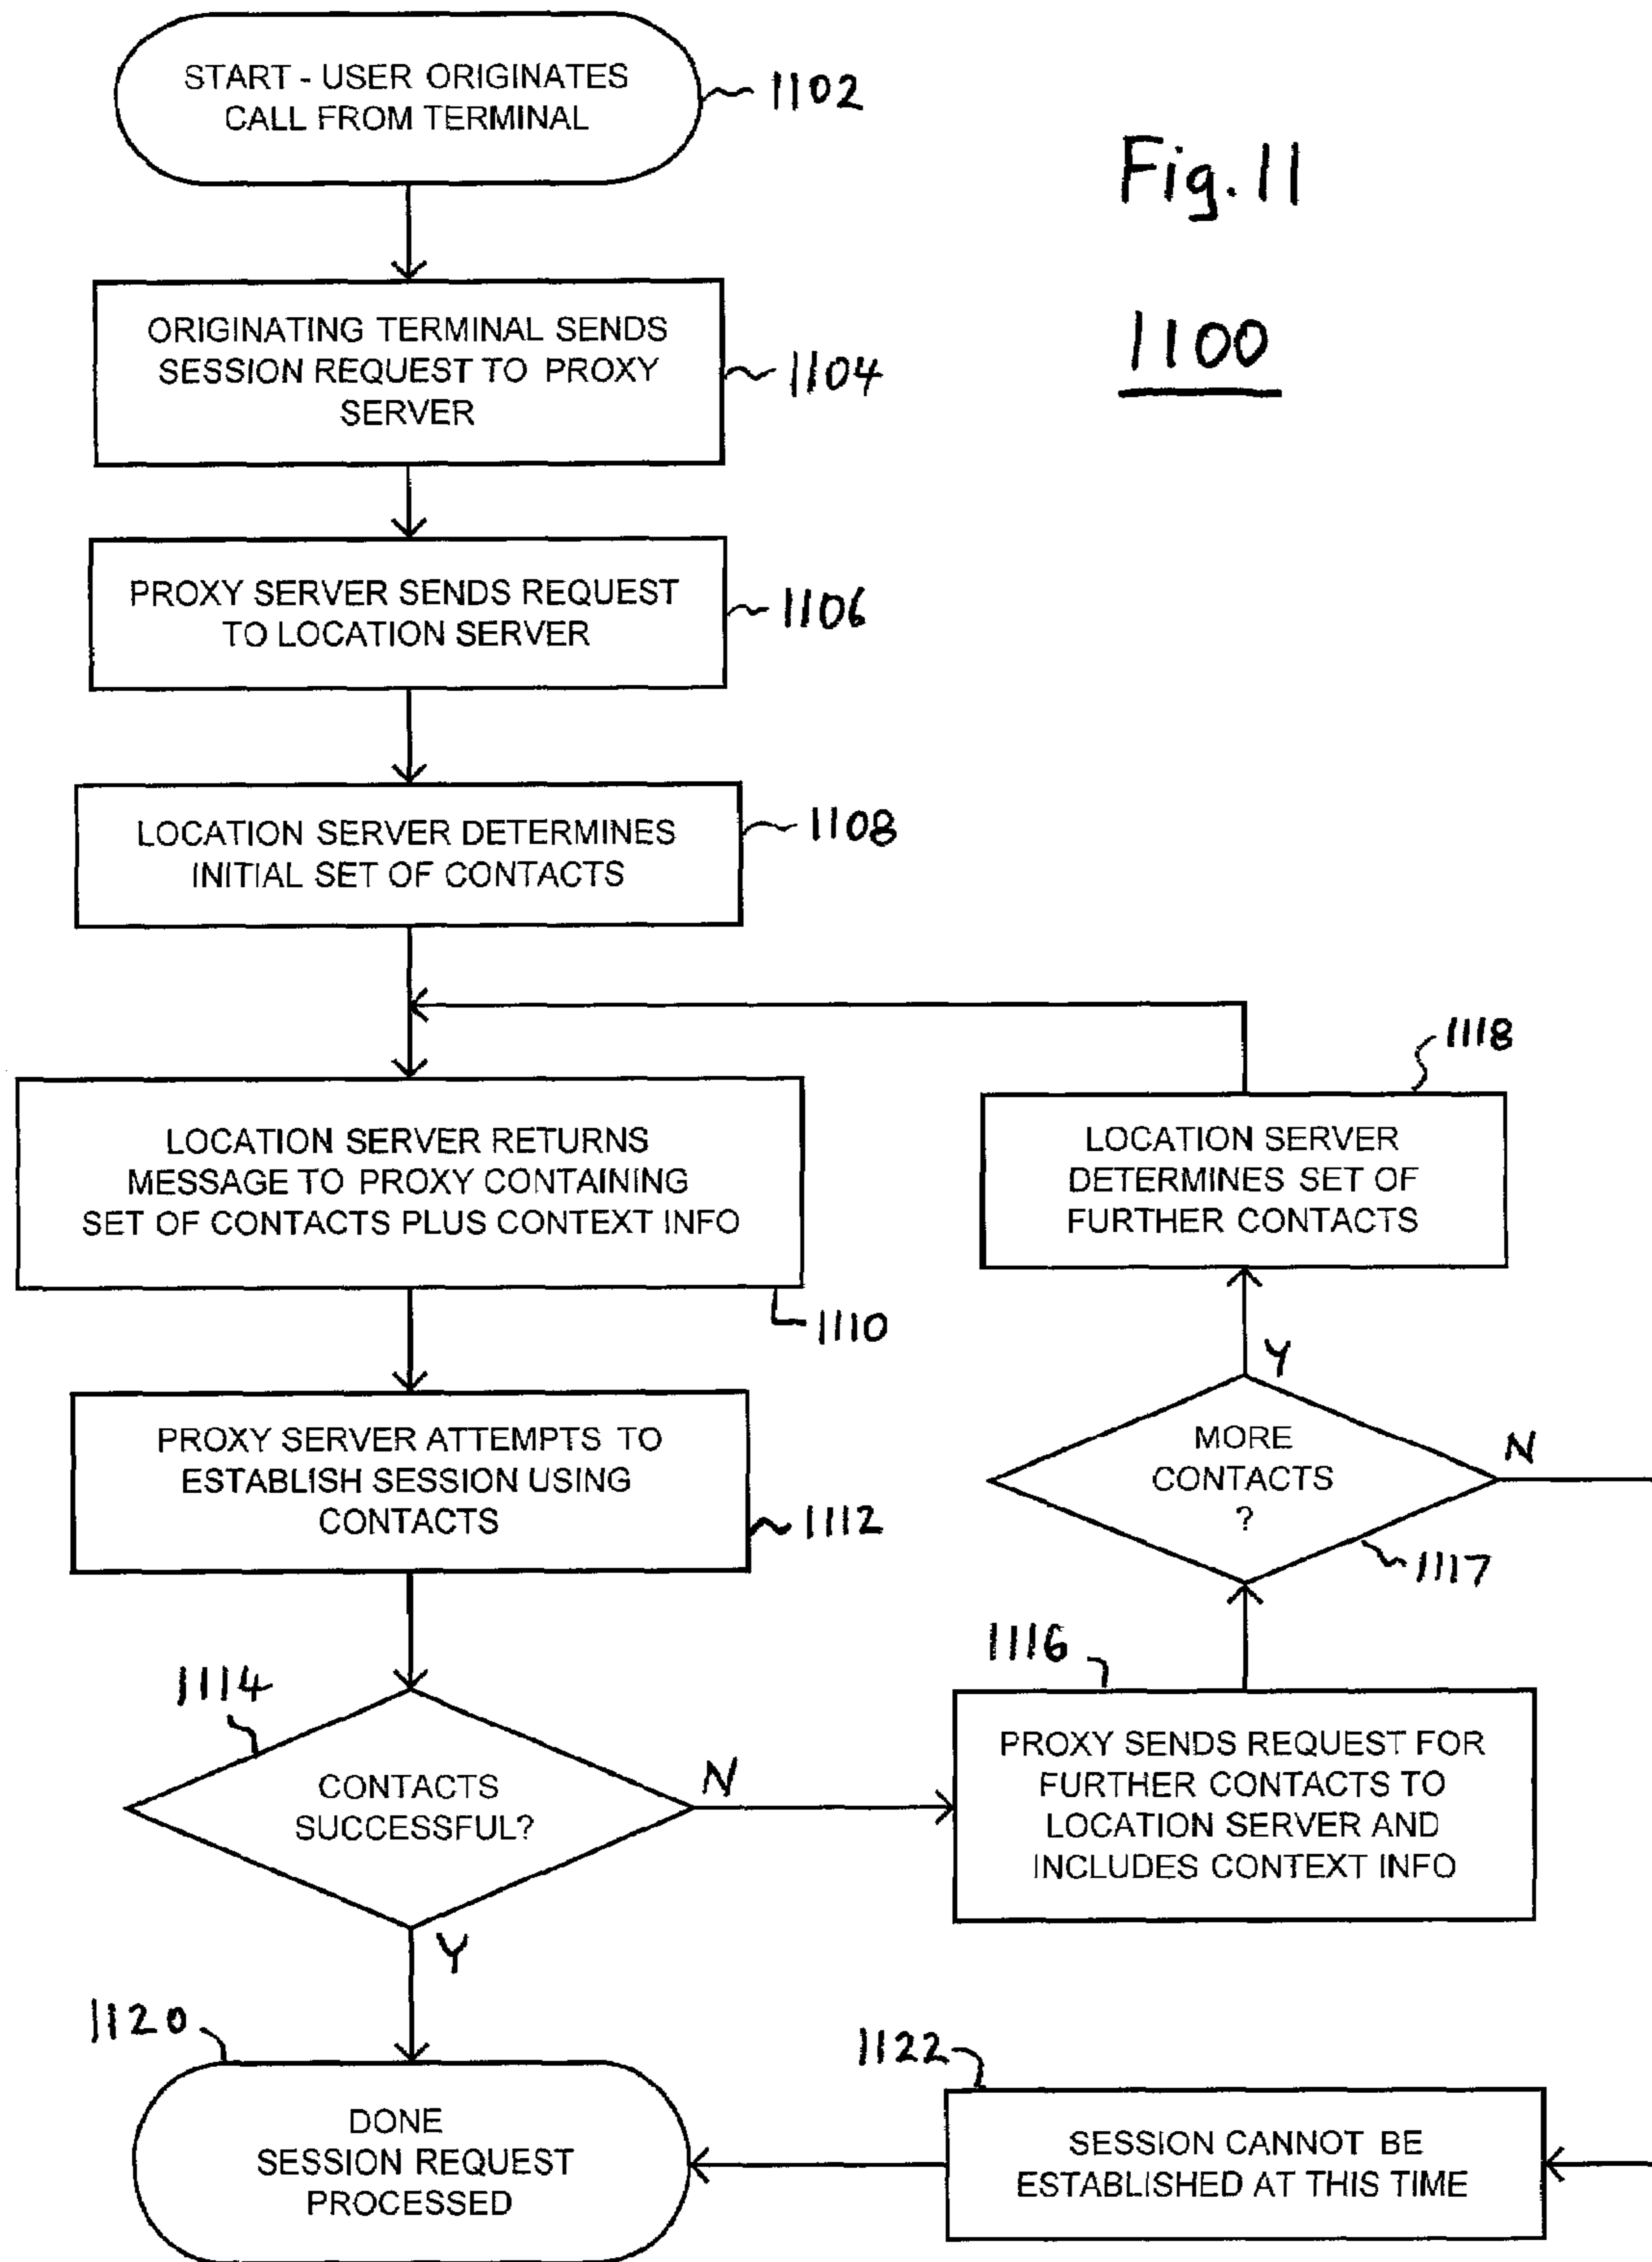 START - USER ORIGINATES
CALL FROM TERMINAL
1102
Fig. 11
1100
ORIGINATING TERMINAL SENDS
SESSION REQUEST TO PROXY
SERVER
1104
PROXY SERVER SENDS REQUEST
TO LOCATION SERVER
1106
LOCATION SERVER DETERMINES
INITIAL SET OF CONTACTS
1108
LOCATION SERVER RETURNS
MESSAGE TO PROXY CONTAINING
SET OF CONTACTS PLUS CONTEXT INFO
1110
1118
LOCATION SERVER
DETERMINES SET OF
FURTHER CONTACTS
Y
PROXY SERVER ATTEMPTS TO
ESTABLISH SESSION USING
CONTACTS
1112
MORE
CONTACTS
?
N
1117
1114
CONTACTS
SUCCESSFUL?
N
Y
1116
PROXY SENDS REQUEST FOR
FURTHER CONTACTS TO
LOCATION SERVER AND
INCLUDES CONTEXT INFO
1120
DONE
SESSION REQUEST
PROCESSED
1122
SESSION CANNOT BE
ESTABLISHED AT THIS TIME